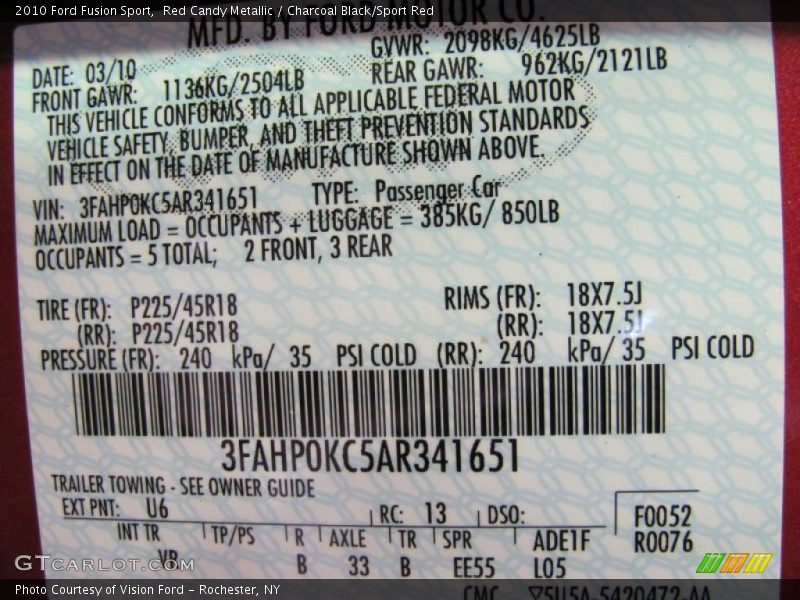 2010 Ford Fusion Sport,  Red Candy Metallic / Charcoal Black/Sport Red
MFD. BY FORD MOTOR CO.
DATE: 03/10 GVWR: 2098KG/4625LB
FRONT GAWR: 1136KG/2504LB REAR GAWR: 962KG/2121LB
THIS VEHICLE CONFORMS TO ALL APPLICABLE FEDERAL MOTOR
VEHICLE SAFETY, BUMPER, AND THEFT PREVENTION STANDARDS
IN EFFECT ON THE DATE OF MANUFACTURE SHOWN ABOVE.
VIN: 3FAHP0KC5AR341651 TYPE: Passenger Car
MAXIMUM LOAD = OCCUPANTS + LUGGAGE = 385KG/ 850LB
OCCUPANTS = 5 TOTAL; 2 FRONT, 3 REAR
TIRE (FR): P225/45R18 RIMS (FR): 18X7.5J
(RR): P225/45R18 (RR): 18X7.5J
PRESSURE (FR): 240 kPa/ 35 PSI COLD (RR): 240 kPa/ 35 PSI COLD
3FAHP0KC5AR341651
TRAILER TOWING - SEE OWNER GUIDE
EXT PNT: U6 RC: 13 DSO: F0052
INT TR TP/PS R AXLE TR SPR ADE1F R0076
VR B 33 B EE55 L05
GTCARLOT.COM
CMC ▽5U5A-5420472-AA
Photo Courtesy of Vision Ford - Rochester, NY